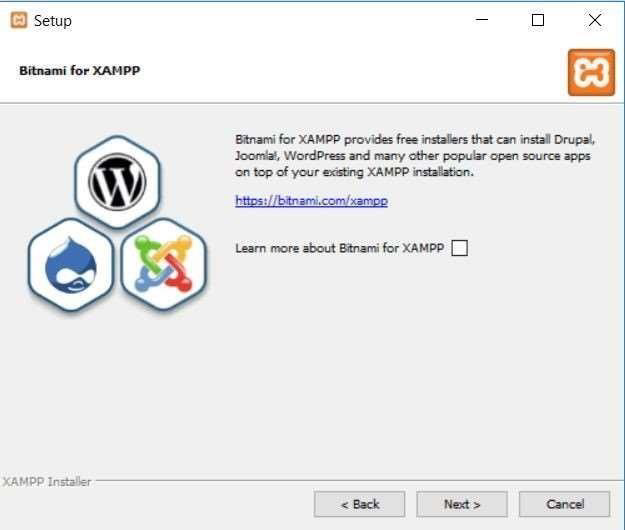 Setup
Bitnami for XAMPP
Bitnami for XAMPP provides free installers that can install Drupal,
Joomla!, WordPress and many other popular open source apps
on top of your existing XAMPP installation.
https://bitnami.com/xampp
Learn more about Bitnami for XAMPP
XAMPP Installer
< Back
Next >
Cancel